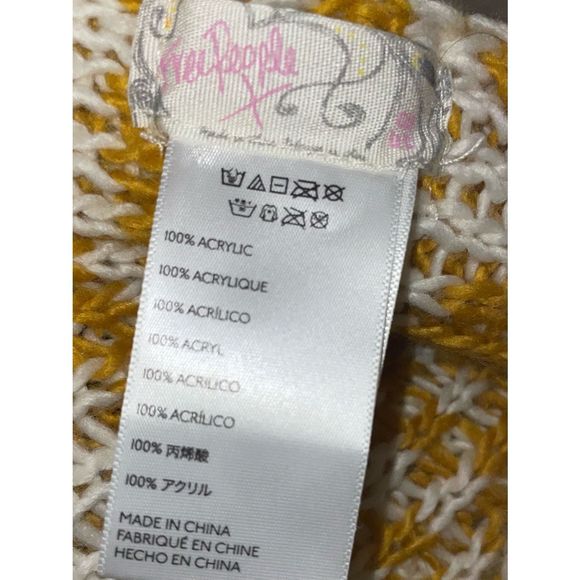 Free People
100% ACRYLIC
100% ACRYLIQUE
100% ACRÍLICO
100% ACRYL
100% ACRILICO
100% ACRÍLICO
100% 丙烯酸
100% アクリル
MADE IN CHINA
FABRIQUÉ EN CHINE
HECHO EN CHINA